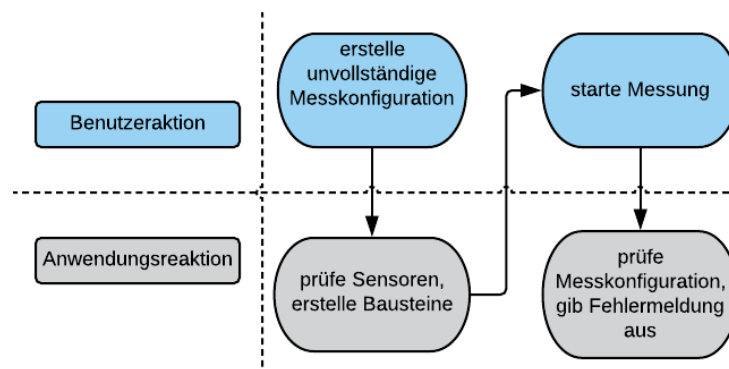 erstelle
unvollständige
Messkonfiguration
starte Messung
Benutzeraktion
Anwendungsreaktion
prüfe Sensoren,
erstelle Bausteine
prüfe
Messkonfiguration,
gib Fehlermeldung
aus